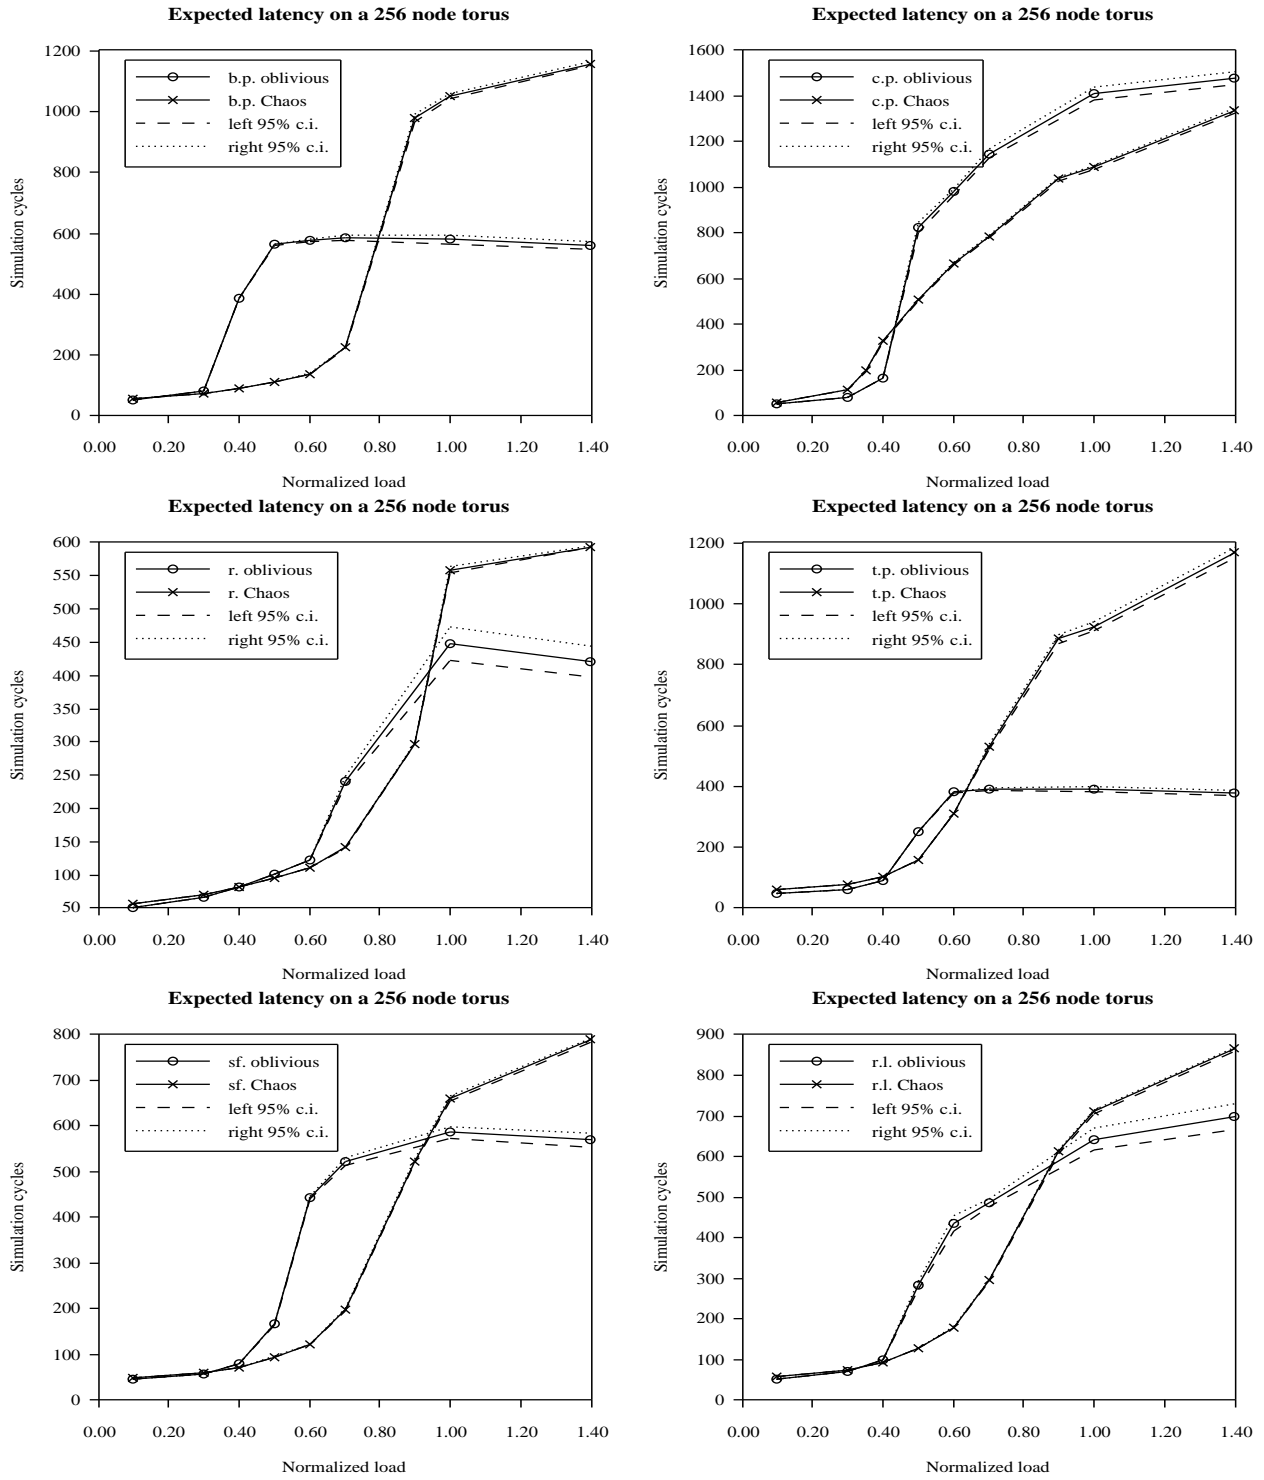 Expected latency on a 256 node torus
1200
1000
800
600
400
200
0
Simulation cycles
b.p. oblivious
b.p. Chaos
left 95% c.i.
right 95% c.i.
0.00 0.20 0.40 0.60 0.80 1.00 1.20 1.40
Normalized load
Expected latency on a 256 node torus
1600
1400
1200
1000
800
600
400
200
0
Simulation cycles
c.p. oblivious
c.p. Chaos
left 95% c.i.
right 95% c.i.
0.00 0.20 0.40 0.60 0.80 1.00 1.20 1.40
Normalized load
Expected latency on a 256 node torus
600
550
500
450
400
350
300
250
200
150
100
50
Simulation cycles
r. oblivious
r. Chaos
left 95% c.i.
right 95% c.i.
0.00 0.20 0.40 0.60 0.80 1.00 1.20 1.40
Normalized load
Expected latency on a 256 node torus
1200
1000
800
600
400
200
0
Simulation cycles
t.p. oblivious
t.p. Chaos
left 95% c.i.
right 95% c.i.
0.00 0.20 0.40 0.60 0.80 1.00 1.20 1.40
Normalized load
Expected latency on a 256 node torus
800
700
600
500
400
300
200
100
0
Simulation cycles
sf. oblivious
sf. Chaos
left 95% c.i.
right 95% c.i.
0.00 0.20 0.40 0.60 0.80 1.00 1.20 1.40
Normalized load
Expected latency on a 256 node torus
900
800
700
600
500
400
300
200
100
0
Simulation cycles
r.l. oblivious
r.l. Chaos
left 95% c.i.
right 95% c.i.
0.00 0.20 0.40 0.60 0.80 1.00 1.20 1.40
Normalized load